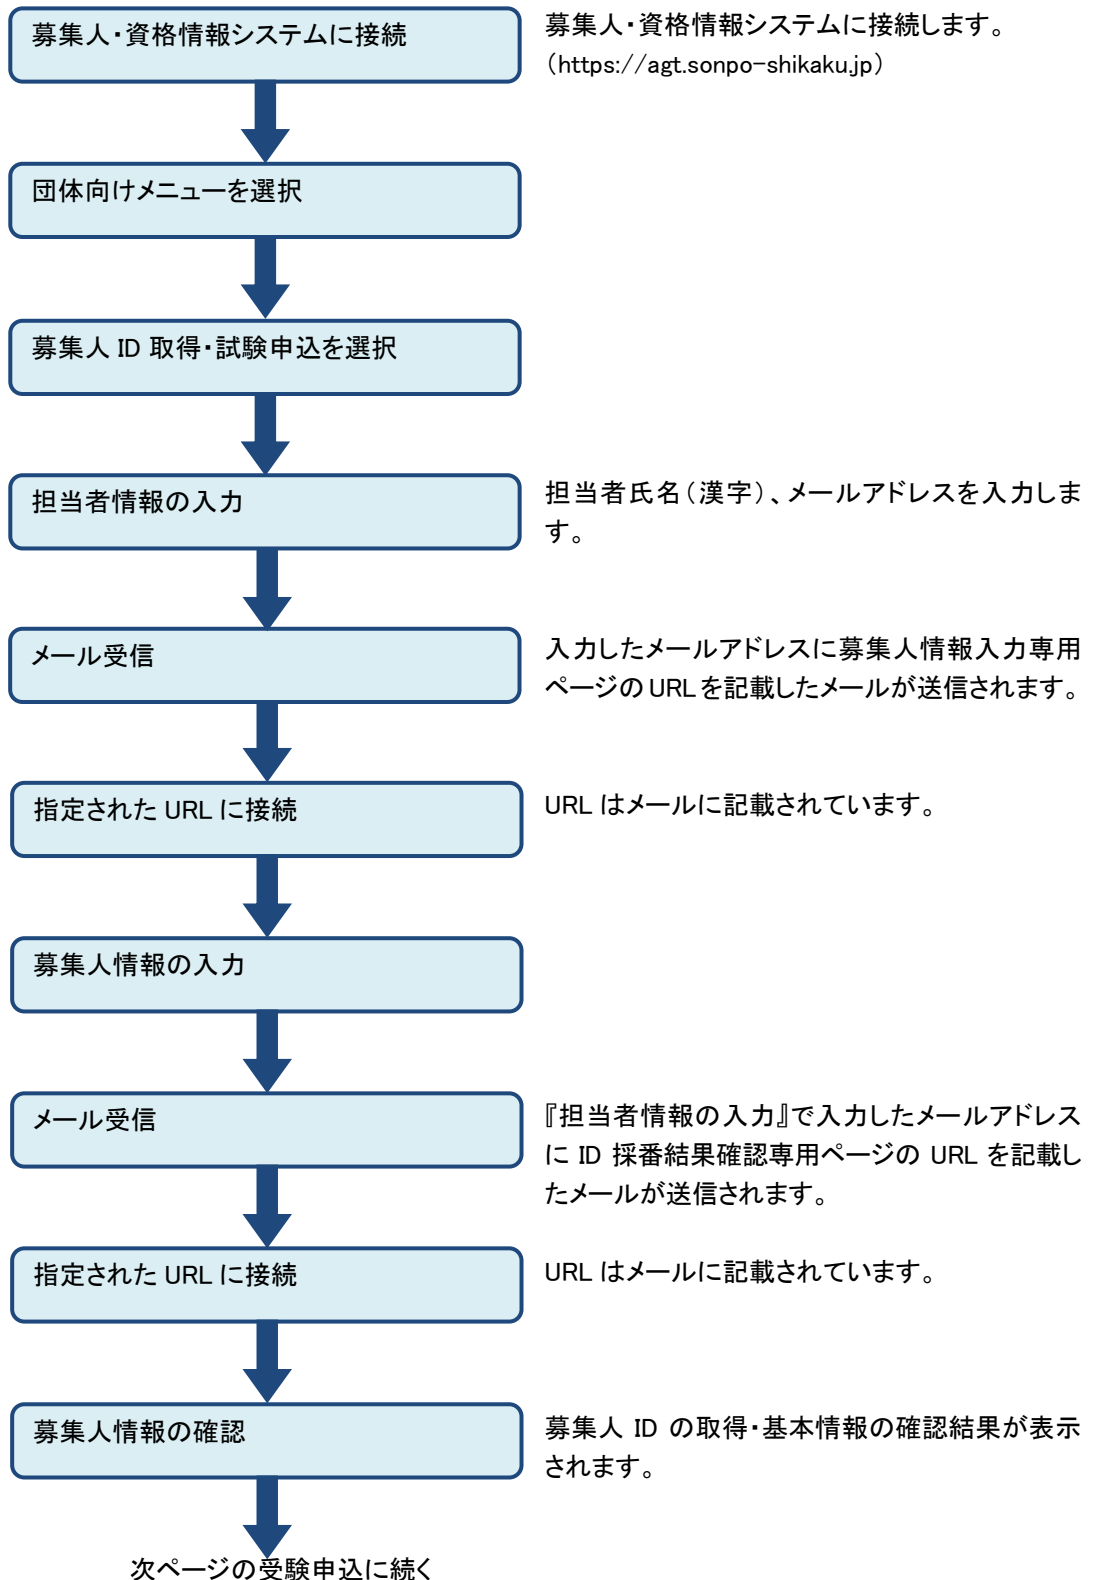 募集人・資格情報システムに接続
募集人・資格情報システムに接続します。
（https://agt.sonpo-shikaku.jp）
団体向けメニューを選択
募集人 ID 取得・試験申込を選択
担当者情報の入力
担当者氏名（漢字）、メールアドレスを入力しま
す。
メール受信
入力したメールアドレスに募集人情報入力専用
ページの URL を記載したメールが送信されます。
指定された URL に接続
URL はメールに記載されています。
募集人情報の入力
メール受信
『担当者情報の入力』で入力したメールアドレス
に ID 採番結果確認専用ページの URL を記載し
たメールが送信されます。
指定された URL に接続
URL はメールに記載されています。
募集人情報の確認
募集人 ID の取得・基本情報の確認結果が表示
されます。
次ページの受験申込に続く